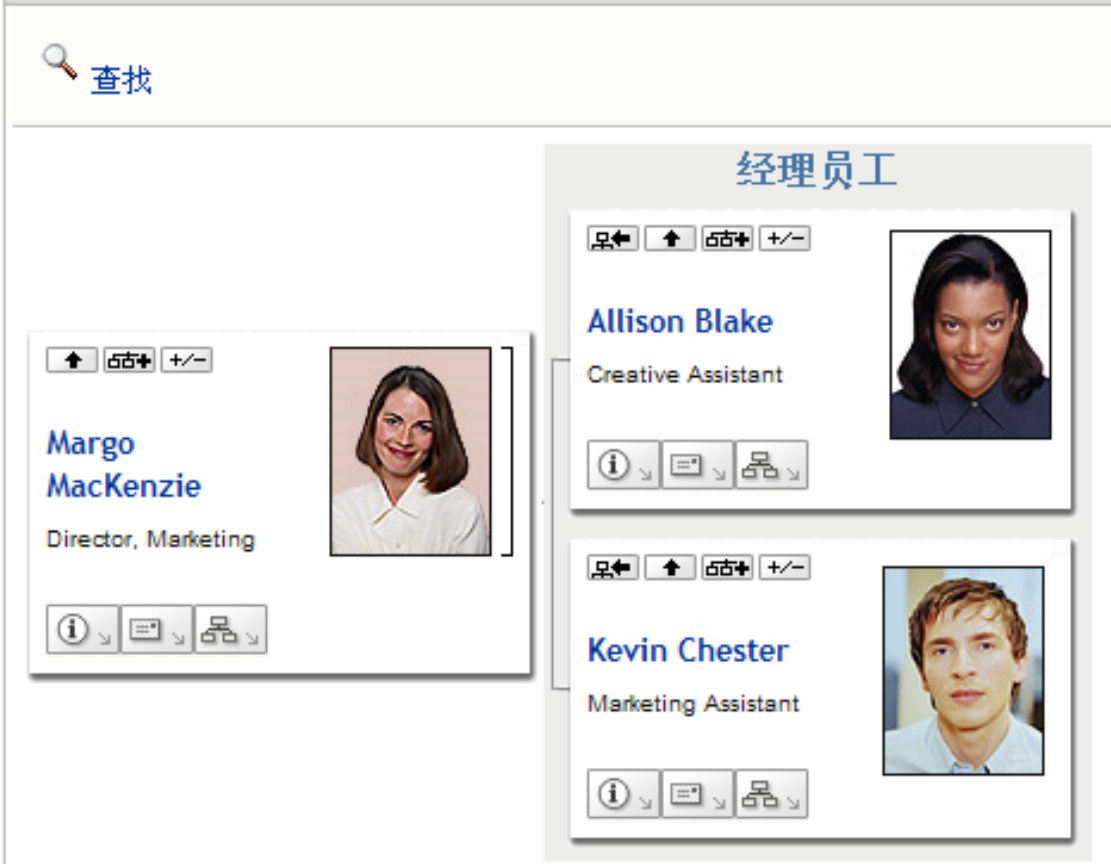 查找
经理员工
Allison Blake
Creative Assistant
Margo
MacKenzie
Director, Marketing
Kevin Chester
Marketing Assistant